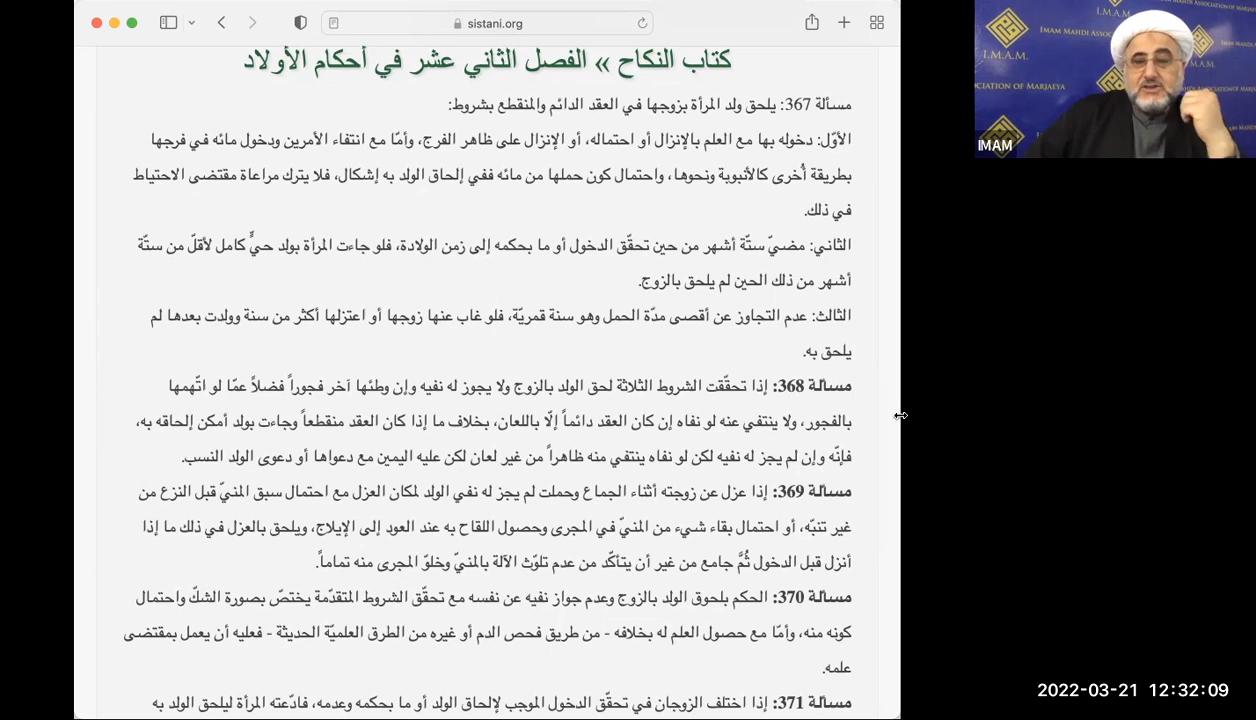 sistani.org
كتاب النكاح » الفصل الثاني عشر في أحكام الأولاد
مسألة 367: يلحق ولد المرأة بزوجها في العقد الدائم والمنقطع بشروط:
الأوّل: دخوله بها مع العلم بالإنزال أو احتماله، أو الإنزال على ظاهر الفرج، وأمّا مع انتفاء الأمرين ودخول مائه في فرجها
بطريقة أُخرى كالأنبوبة ونحوها، واحتمال كون حملها من مائه ففي إلحاق الولد به إشكال، فلا يترك مراعاة مقتضى الاحتياط
في ذلك.
الثاني: مضيّ ستّة أشهر من حين تحقّق الدخول أو ما بحكمه إلى زمن الولادة، فلو جاءت المرأة بولد حيٍّ كامل لأقلّ من ستّة
أشهر من ذلك الحين لم يلحق بالزوج.
الثالث: عدم التجاوز عن أقصى مدّة الحمل وهو سنة قمريّة، فلو غاب عنها زوجها أو اعتزلها أكثر من سنة وولدت بعدها لم
يلحق به.
مسألة 368: إذا تحقّقت الشروط الثلاثة لحق الولد بالزوج ولا يجوز له نفيه وإن وطئها آخر فجوراً فضلاً عمّا لو اتّهمها
بالفجور، ولا ينتفي عنه لو نفاه إن كان العقد دائماً إلّا باللعان، بخلاف ما إذا كان العقد منقطعاً وجاءت بولد أمكن إلحاقه به،
فإنّه وإن لم يجز له نفيه لكن لو نفاه ينتفي منه ظاهراً من غير لعان لكن عليه اليمين مع دعواها أو دعوى الولد النسب.
مسألة 369: إذا عزل عن زوجته أثناء الجماع وحملت لم يجز له نفي الولد لمكان العزل مع احتمال سبق المنيّ قبل النزع من
غير تنبّه، أو احتمال بقاء شيء من المنيّ في المجرى وحصول اللقاح به عند العود إلى الإيلاج، ويلحق بالعزل في ذلك ما إذا
أنزل قبل الدخول ثُمَّ جامع من غير أن يتأكّد من عدم تلوّث الآلة بالمنيّ وخلوّ المجرى منه تماماً.
مسألة 370: الحكم بلحوق الولد بالزوج وعدم جواز نفيه عن نفسه مع تحقّق الشروط المتقدّمة يختصّ بصورة الشكّ واحتمال
كونه منه، وأمّا مع حصول العلم له بخلافه - من طريق فحص الدم أو غيره من الطرق العلميّة الحديثة - فعليه أن يعمل بمقتضى
علمه.
مسألة 371: إذا اختلف الزوجان في تحقّق الدخول الموجب لإلحاق الولد أو ما بحكمه وعدمه، فادّعته المرأة ليلحق الولد به
I.M.A.M.
IMAM MAHDI ASSOC
I.M.A.M.
CIATION OF MARJAEYA
IMAM
2022-03-21 12:32:09